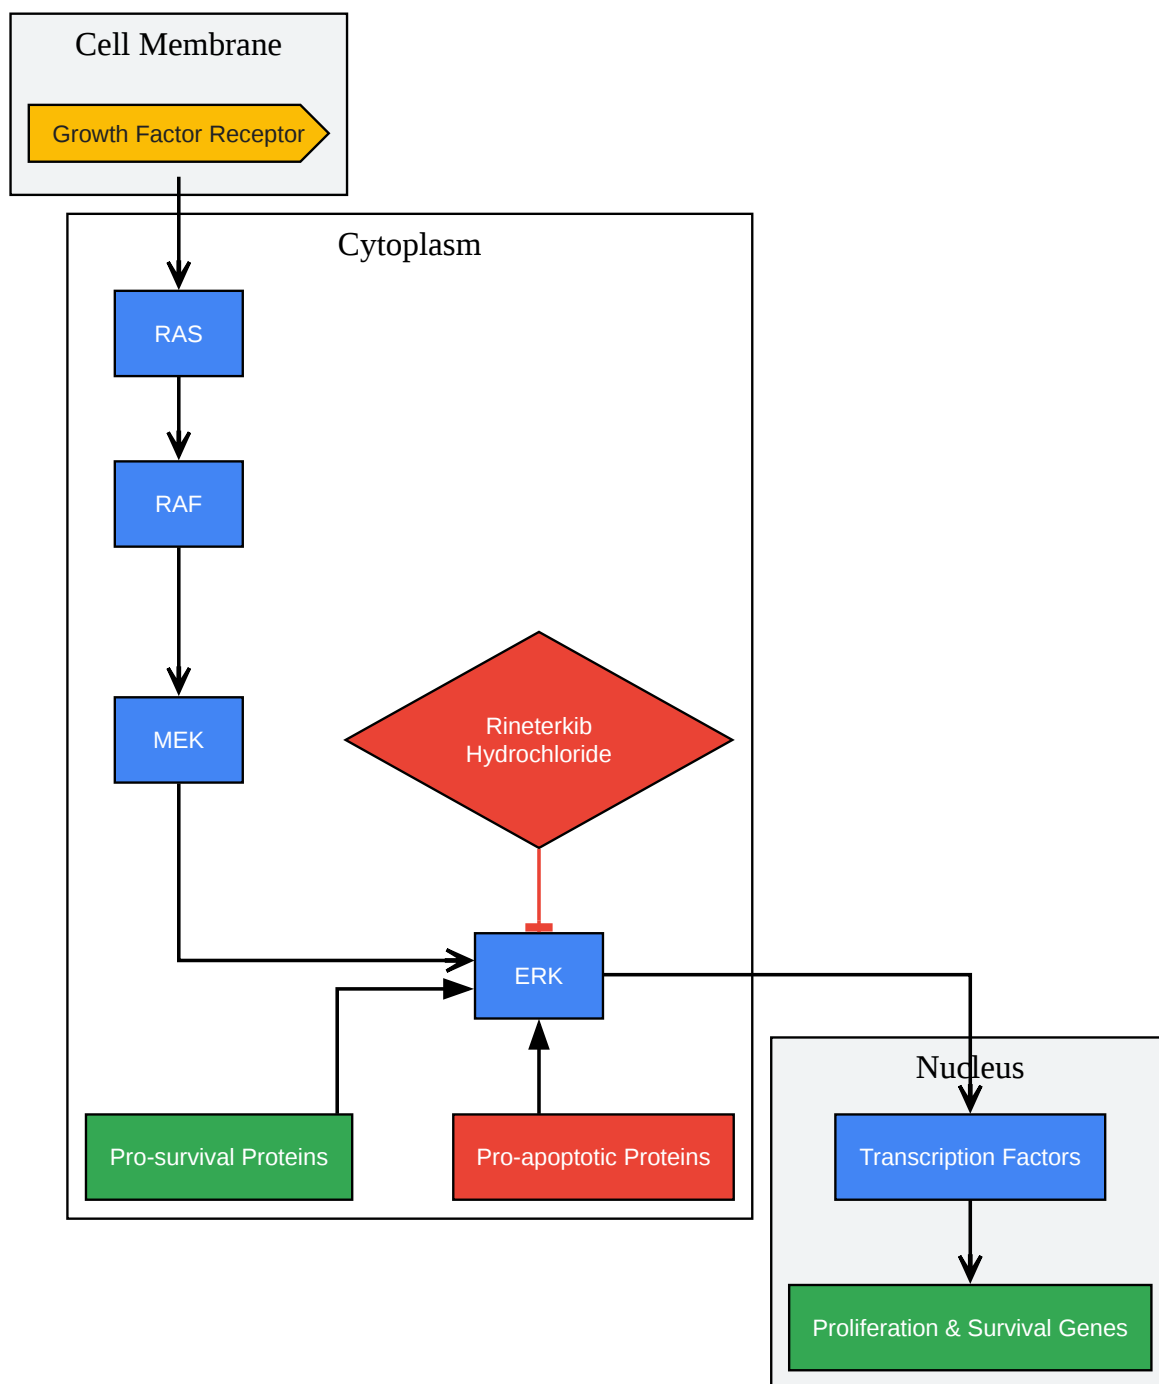 Cell Membrane
Growth Factor Receptor
Cytoplasm
RAS
RAF
MEK
Rineterkib
Hydrochloride
ERK
Nucleus
Pro-survival Proteins
Pro-apoptotic Proteins
Transcription Factors
Proliferation & Survival Genes